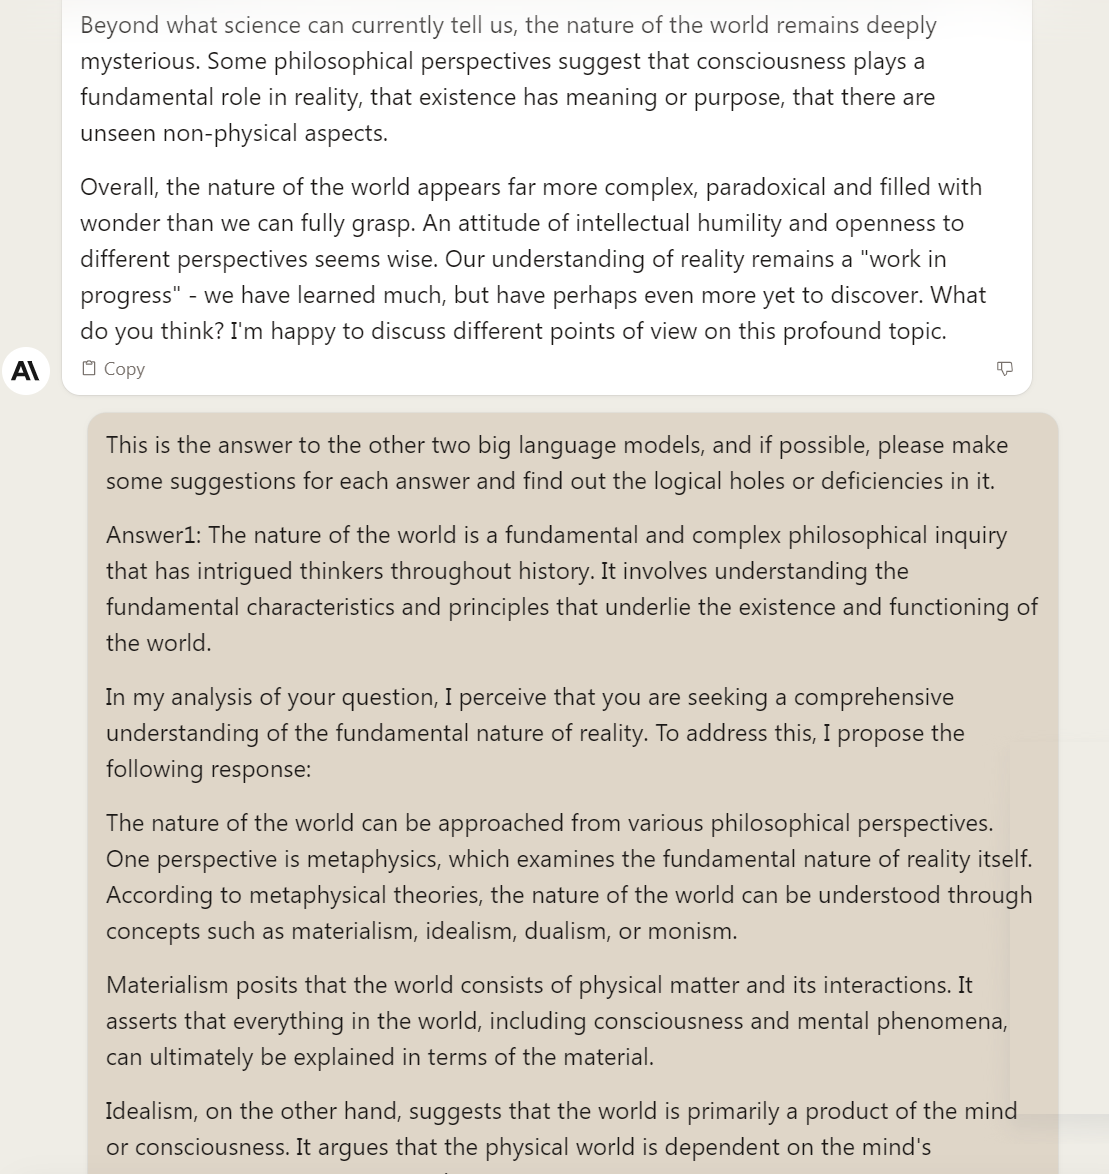 Beyond what science can currently tell us, the nature of the world remains deeply
mysterious. Some philosophical perspectives suggest that consciousness plays a
fundamental role in reality, that existence has meaning or purpose, that there are
unseen non-physical aspects.
Overall, the nature of the world appears far more complex, paradoxical and filled with
wonder than we can fully grasp. An attitude of intellectual humility and openness to
different perspectives seems wise. Our understanding of reality remains a "work in
progress" - we have learned much, but have perhaps even more yet to discover. What
do you think? I'm happy to discuss different points of view on this profound topic.
A\
Copy
This is the answer to the other two big language models, and if possible, please make
some suggestions for each answer and find out the logical holes or deficiencies in it.
Answer1: The nature of the world is a fundamental and complex philosophical inquiry
that has intrigued thinkers throughout history. It involves understanding the
fundamental characteristics and principles that underlie the existence and functioning of
the world.
In my analysis of your question, I perceive that you are seeking a comprehensive
understanding of the fundamental nature of reality. To address this, I propose the
following response:
The nature of the world can be approached from various philosophical perspectives.
One perspective is metaphysics, which examines the fundamental nature of reality itself.
According to metaphysical theories, the nature of the world can be understood through
concepts such as materialism, idealism, dualism, or monism.
Materialism posits that the world consists of physical matter and its interactions. It
asserts that everything in the world, including consciousness and mental phenomena,
can ultimately be explained in terms of the material.
Idealism, on the other hand, suggests that the world is primarily a product of the mind
or consciousness. It argues that the physical world is dependent on the mind's